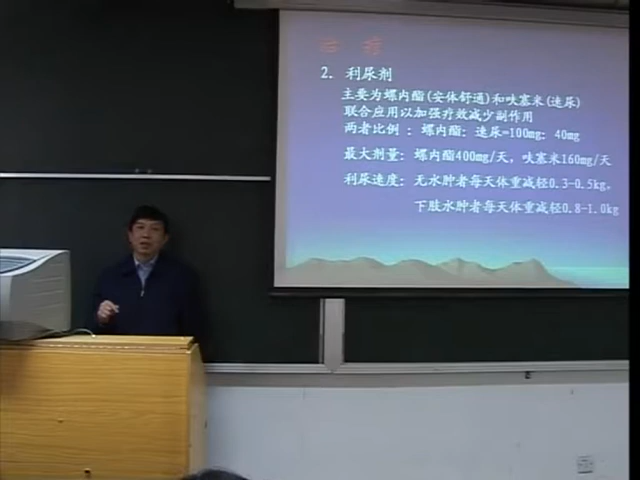 治 疗
2. 利尿剂
主要为螺内酯(安体舒通)和呋塞米(速尿)
联合应用以加强疗效减少副作用
两者比例：螺内酯：速尿=100mg: 40mg
最大剂量: 螺内酯400mg/天, 呋塞米160mg/天
利尿速度: 无水肿者每天体重减轻0.3-0.5kg,
下肢水肿者每天体重减轻0.8-1.0kg